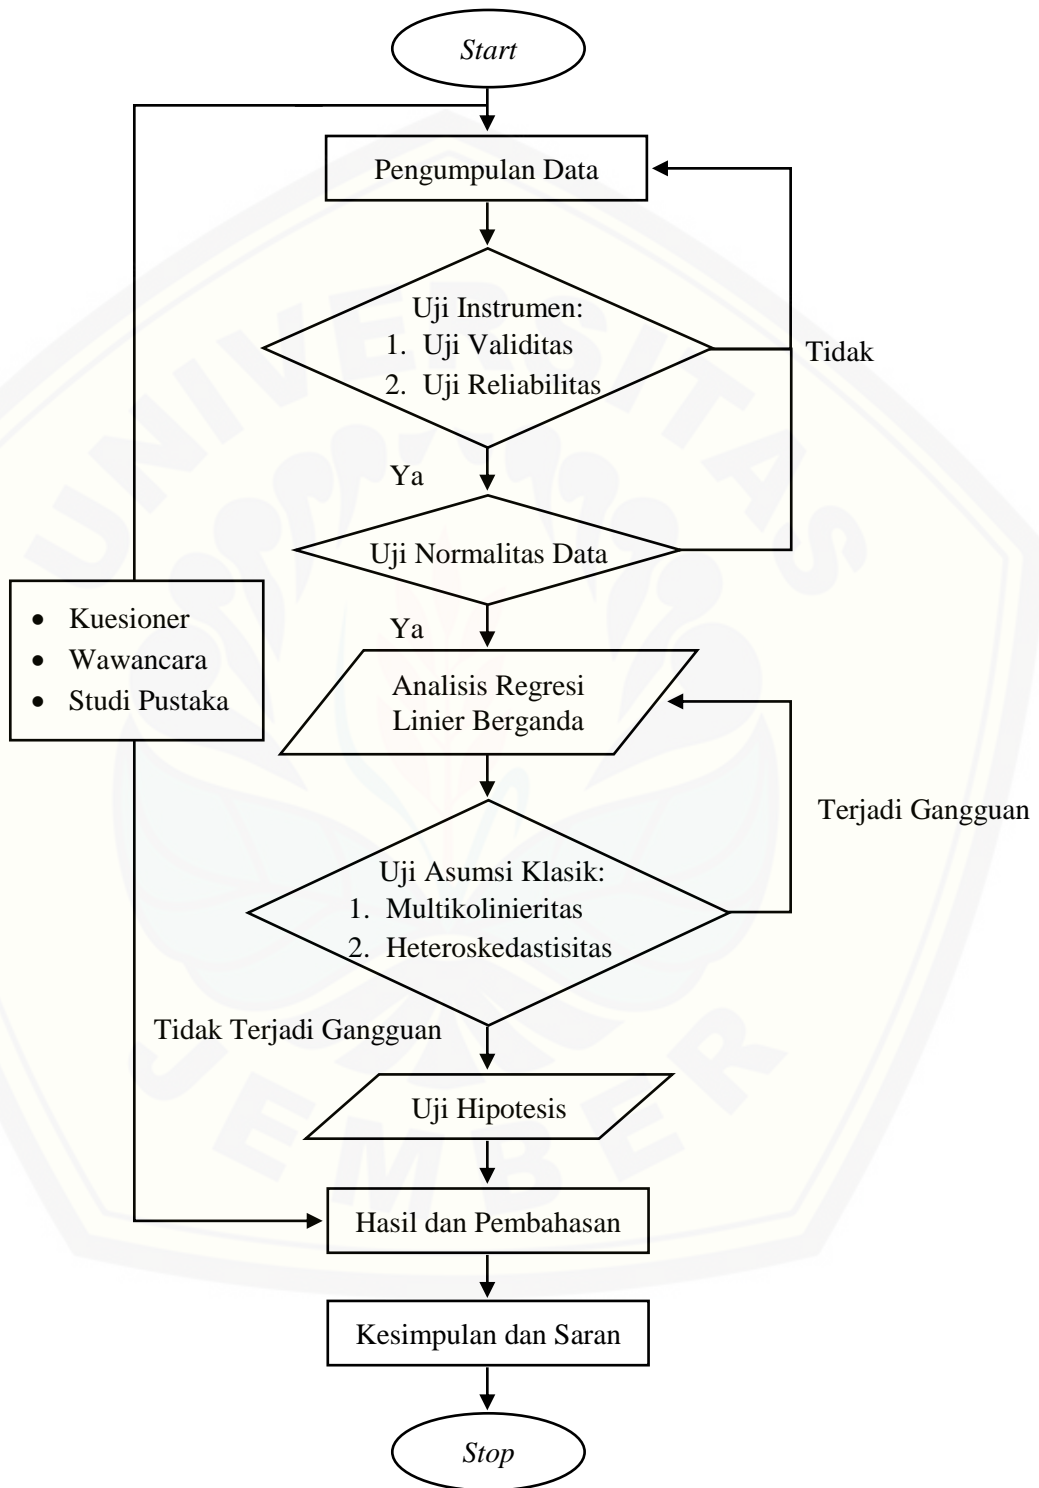 Start
Pengumpulan Data
Uji Instrumen:
1. Uji Validitas
2. Uji Reliabilitas
Tidak
Ya
Uji Normalitas Data
Ya
• Kuesioner
• Wawancara
• Studi Pustaka
Analisis Regresi
Linier Berganda
Terjadi Gangguan
Uji Asumsi Klasik:
1. Multikolinieritas
2. Heteroskedastisitas
Tidak Terjadi Gangguan
Uji Hipotesis
Hasil dan Pembahasan
Kesimpulan dan Saran
Stop
UNIVERSITAS
JEMBER